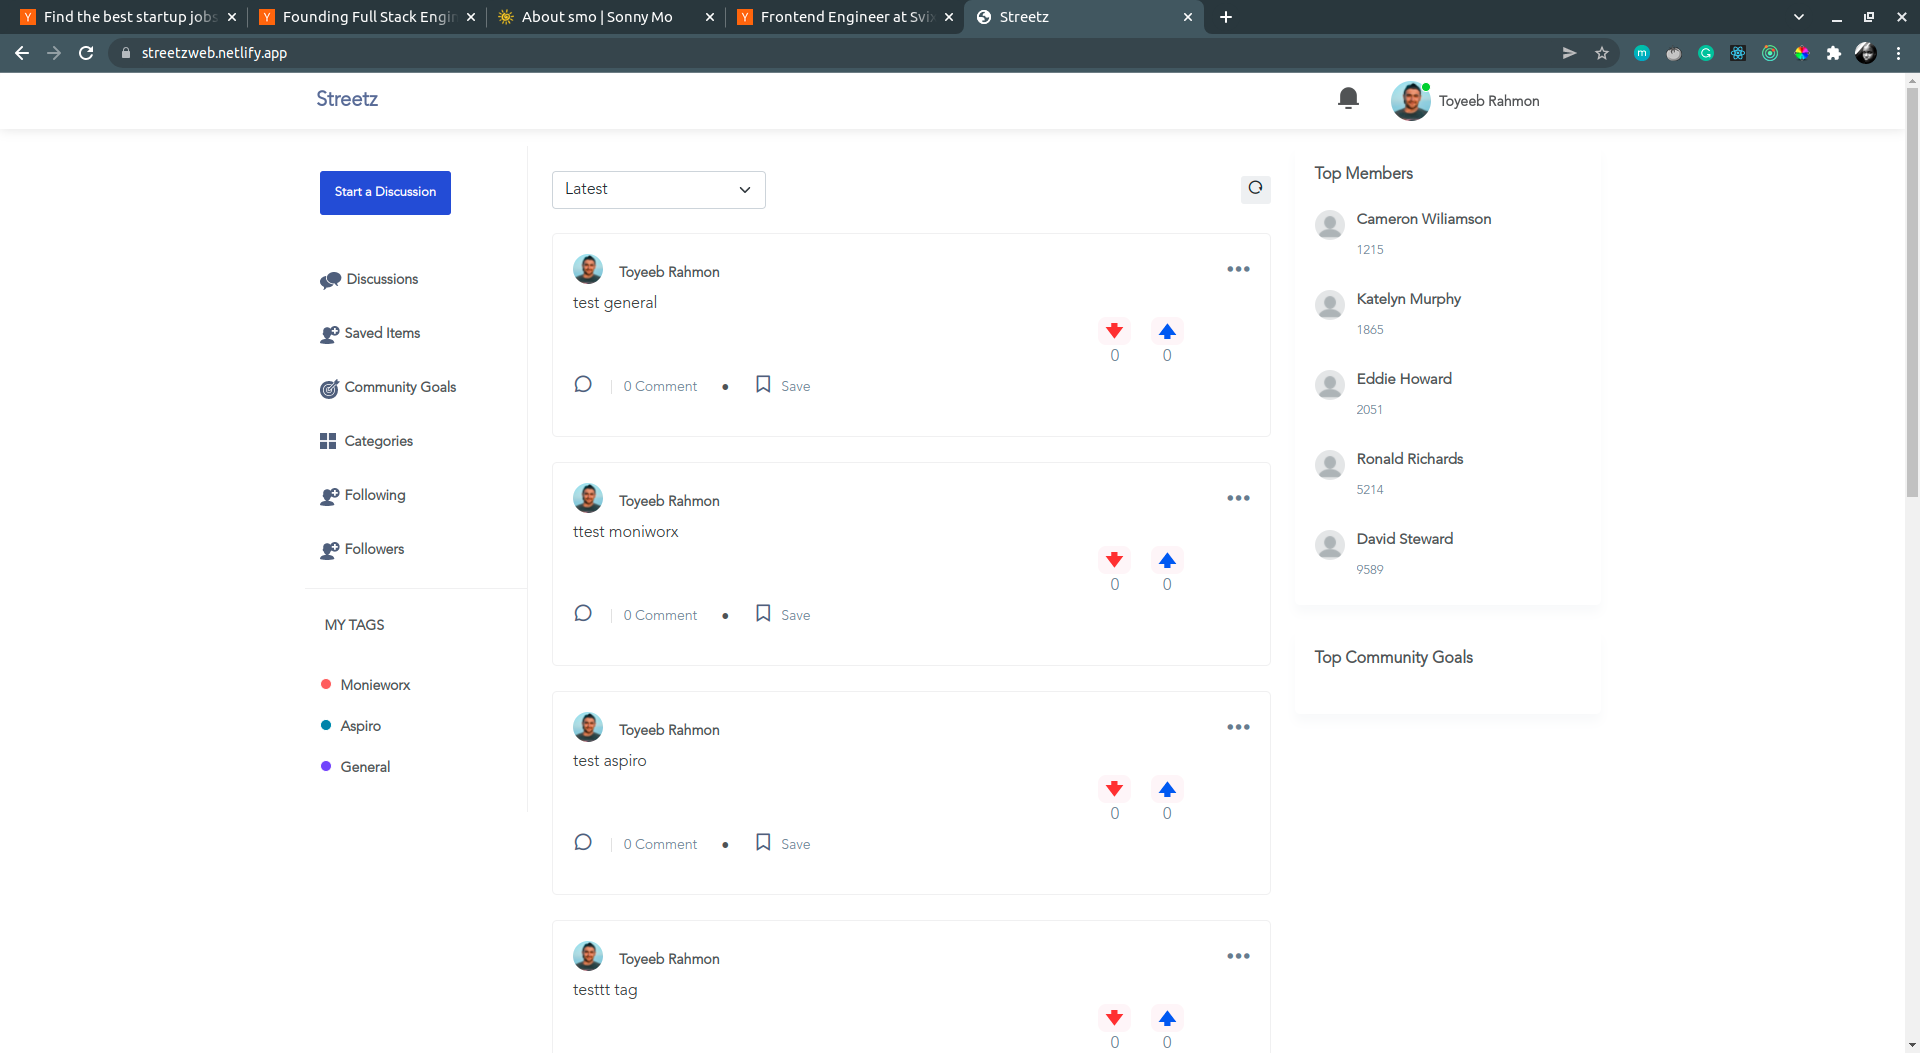 Find the best startup jobs
Founding Full Stack Engin
About smo | Sonny Mo
Frontend Engineer at Svix
Streetz
streetzweb.netlify.app
Streetz
Toyeeb Rahmon
Start a Discussion
Discussions
Saved Items
Community Goals
Categories
Following
Followers
MY TAGS
Monieworx
Aspiro
General
Latest
Toyeeb Rahmon
test general
0 0
0 Comment • Save
Toyeeb Rahmon
ttest moniworx
0 0
0 Comment • Save
Toyeeb Rahmon
test aspiro
0 0
0 Comment • Save
Toyeeb Rahmon
testtt tag
0 0
Top Members
Cameron Wiliamson
1215
Katelyn Murphy
1865
Eddie Howard
2051
Ronald Richards
5214
David Steward
9589
Top Community Goals